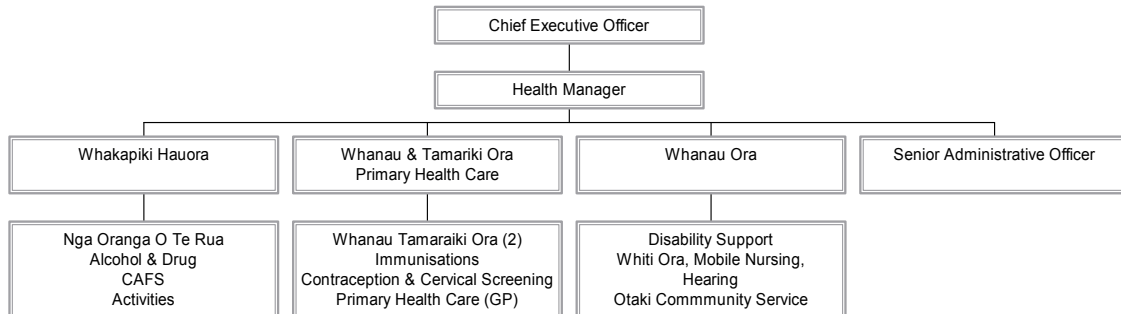 Chief Executive Officer
Health Manager
Whakapiki Hauora
Whanau & Tamariki Ora
Primary Health Care
Whanau Ora
Senior Administrative Officer
Nga Oranga O Te Rua
Alcohol & Drug
CAFS
Activities
Whanau Tamaraiki Ora (2)
Immunisations
Contraception & Cervical Screening
Primary Health Care (GP)
Disability Support
Whiti Ora, Mobile Nursing,
Hearing
Otaki Commmunity Service